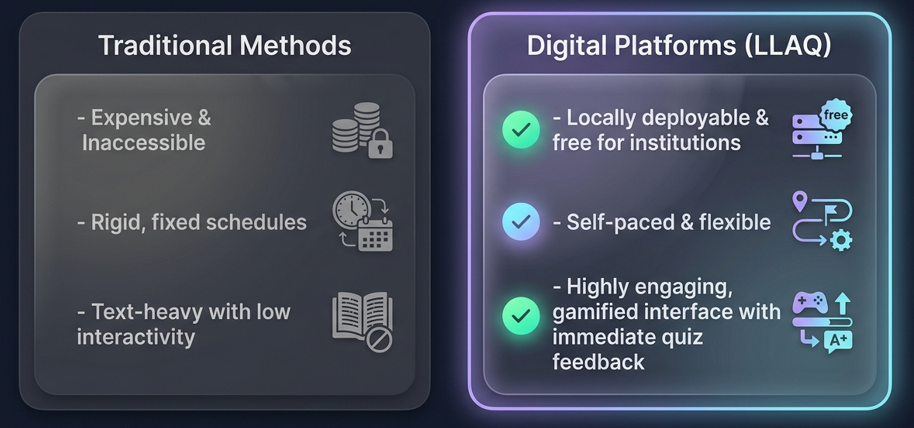 Traditional Methods
- Expensive &
Inaccessible
- Rigid, fixed schedules
- Text-heavy with low
interactivity
Digital Platforms (LLAQ)
- Locally deployable &
free for institutions
free
- Self-paced & flexible
- Highly engaging,
gamified interface with
immediate quiz
feedback
A+